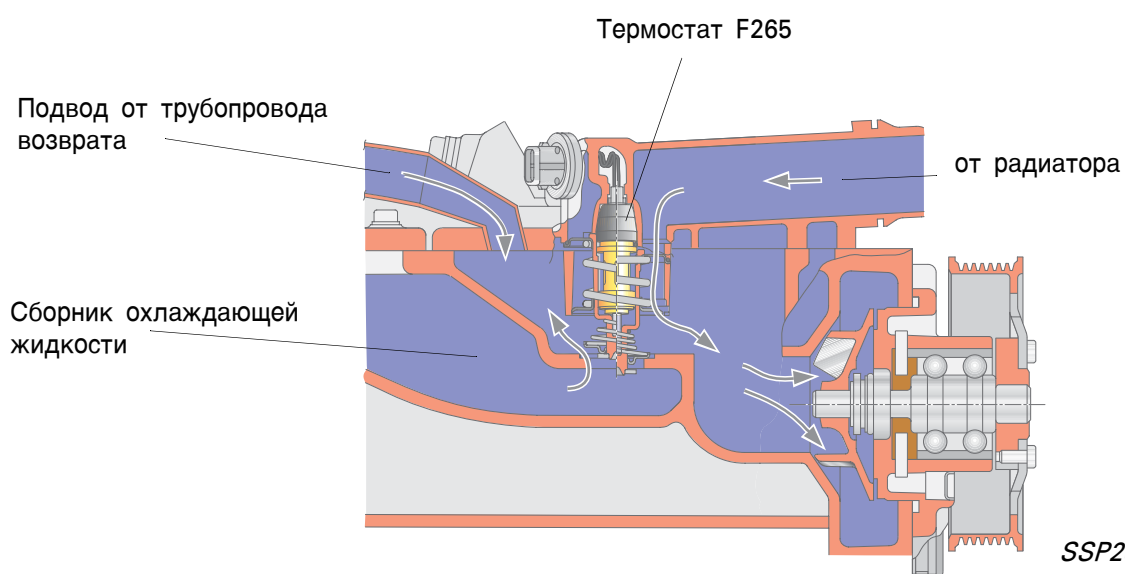 Термостат F265
Подвод от трубопровода
возврата
от радиатора
Сборник охлаждающей
жидкости
SSP2